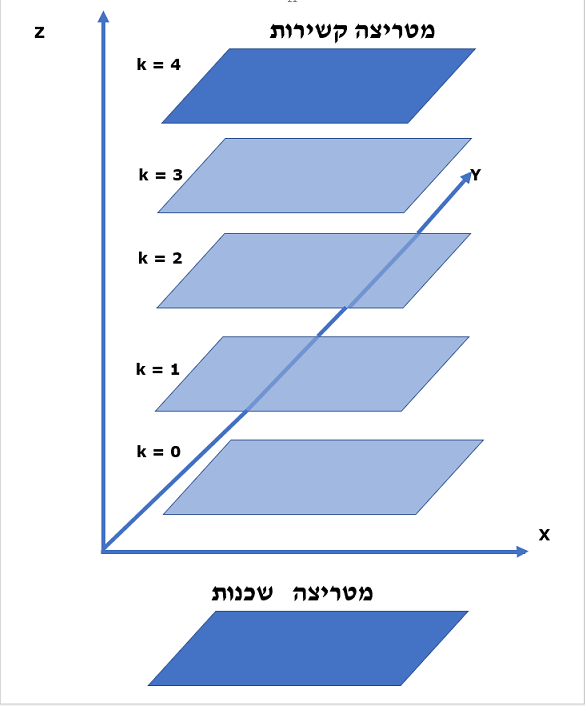 מטריצה קשירות
Z
k = 4
k = 3
Y
k = 2
k = 1
k = 0
X
מטריצה שכנות